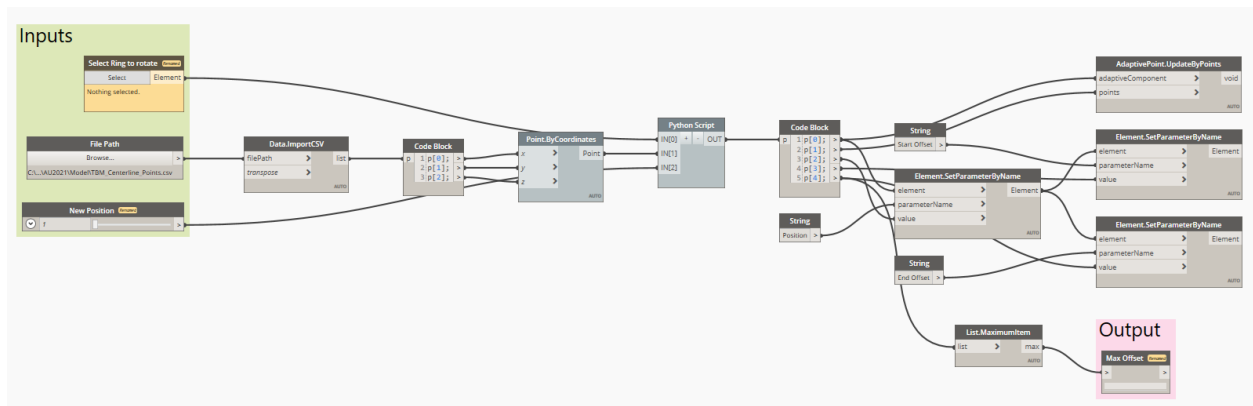 Inputs
Select Ring to rotate Renamed
Select Element
Nothing selected.
File Path
Browse... >
C:\...\AU2021\Model\TBM_Centerline_Points.csv
New Position Renamed
1 >
Data.ImportCSV
filePath > list
transpose >
AUTO
Code Block
p 1 p[0]; >
2 p[1]; >
3 p[2]; >
Point.ByCoordinates
x > Point
y >
z >
AUTO
Python Script
IN[0] + - OUT
IN[1]
IN[2]
Code Block
p 1 p[0]; >
2 p[1]; >
3 p[2]; >
4 p[3]; >
5 p[4]; >
String
Position >
String
Start Offset >
Element.SetParameterByName
element > Element
parameterName >
value >
AUTO
String
End Offset >
AdaptivePoint.UpdateByPoints
adaptiveComponent > void
points >
AUTO
Element.SetParameterByName
element > Element
parameterName >
value >
AUTO
Element.SetParameterByName
element > Element
parameterName >
value >
AUTO
List.MaximumItem
list > max
AUTO
Output
Max Offset Renamed
> >